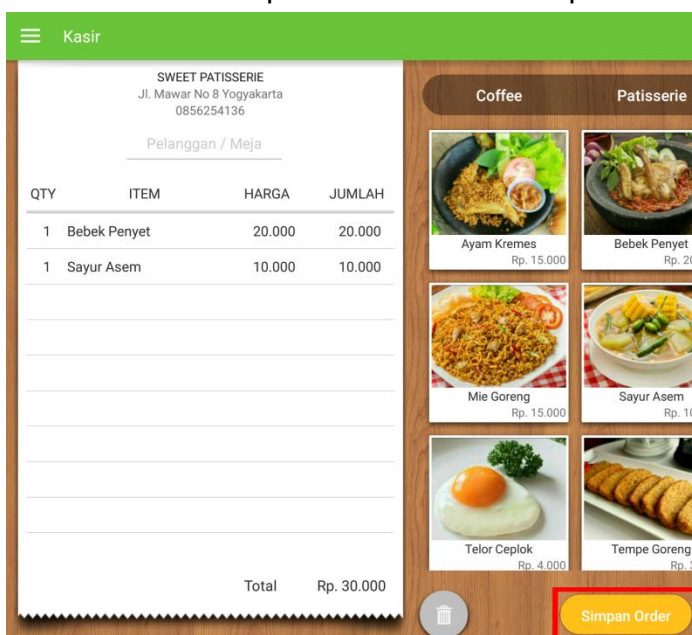 Kasir
SWEET PATISSERIE
Jl. Mawar No 8 Yogyakarta
0856254136
Pelanggan / Meja
QTY ITEM HARGA JUMLAH
1 Bebek Penyet 20.000 20.000
1 Sayur Asem 10.000 10.000
Total Rp. 30.000
Coffee Patisserie
Ayam Kremes
Rp. 15.000
Bebek Penyet
Rp.
Mie Goreng
Rp. 15.000
Sayur Asem
Rp.
Telor Ceplok
Rp. 4.000
Tempe Goreng
Rp.
Simpan Order